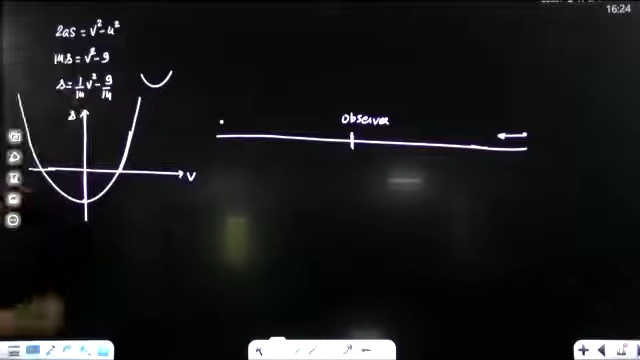 16:24
2as = v² - u²
14s = v² - 9
s = 1/14 v² - 9/14
s
Observer
v